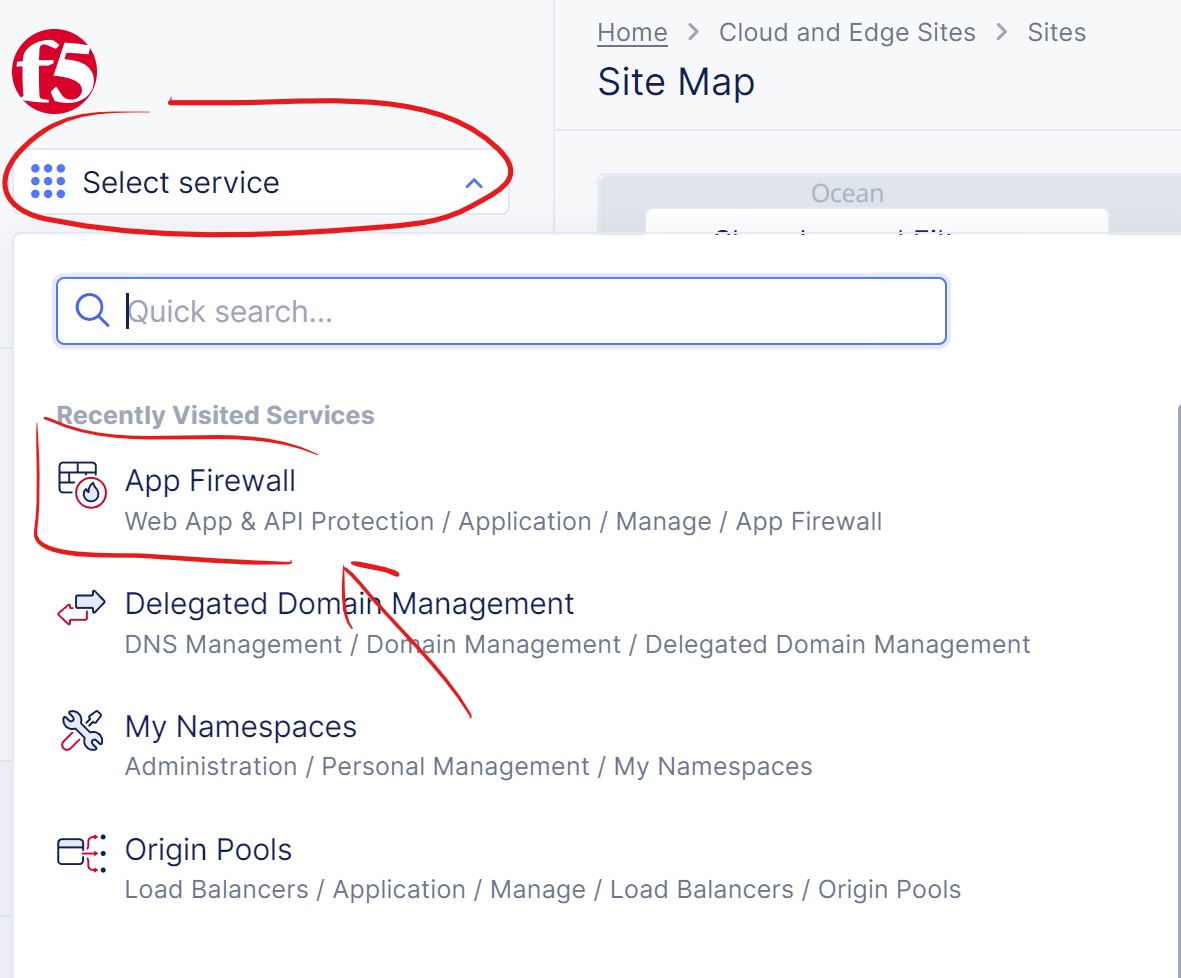 f5
Home > Cloud and Edge Sites > Sites
Site Map
Select service
Ocean
Quick search...
Recently Visited Services
App Firewall
Web App & API Protection / Application / Manage / App Firewall
Delegated Domain Management
DNS Management / Domain Management / Delegated Domain Management
My Namespaces
Administration / Personal Management / My Namespaces
Origin Pools
Load Balancers / Application / Manage / Load Balancers / Origin Pools